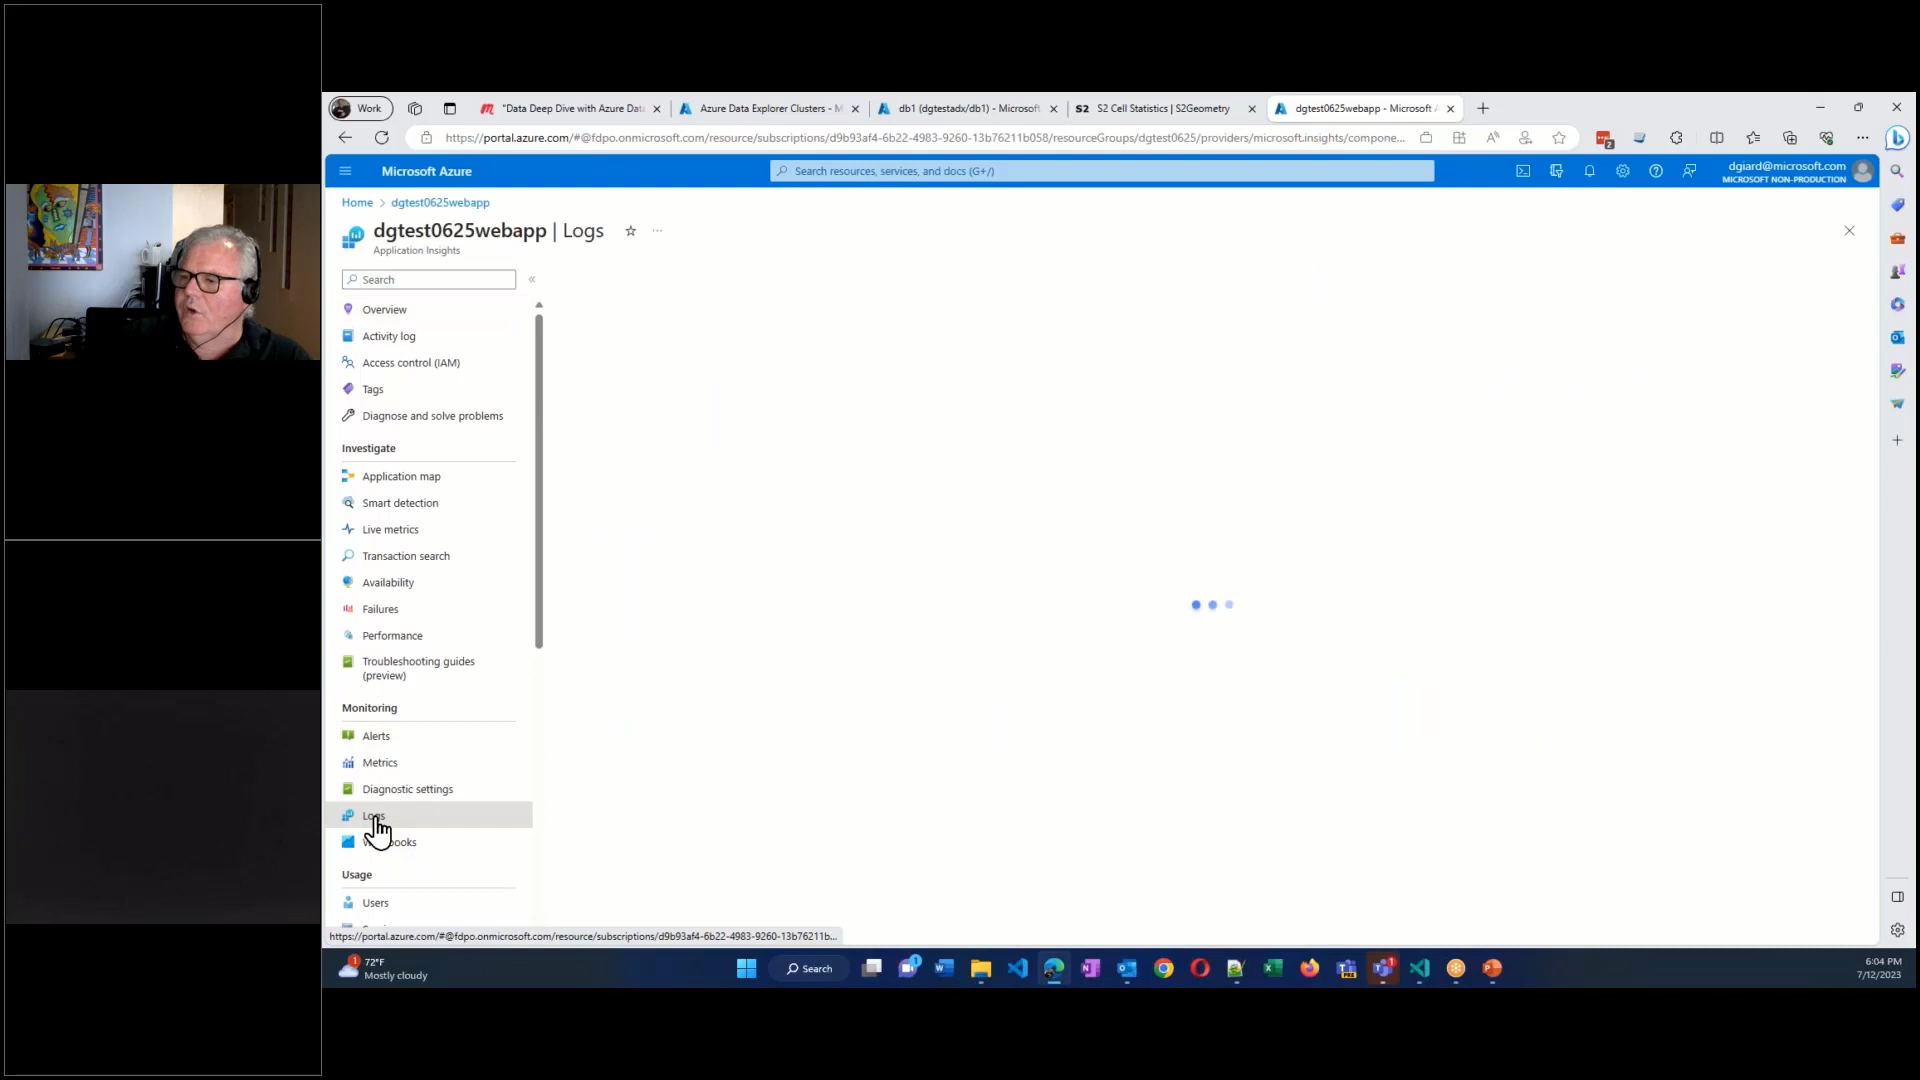 Work
"Data Deep Dive with Azure Dat
Azure Data Explorer Clusters - M
db1 (dgtestadx/db1) - Microsoft
S2 S2 Cell Statistics | S2Geometry
dgtest0625webapp - Microsoft A
https://portal.azure.com/#@fdpo.onmicrosoft.com/resource/subscriptions/d9b93af4-6b22-4983-9260-13b76211b058/resourceGroups/dgtest0625/providers/microsoft.insights/compone...
2
Microsoft Azure
Search resources, services, and docs (G+/)
dgiard@microsoft.com
MICROSOFT NON-PRODUCTION
Home > dgtest0625webapp
dgtest0625webapp | Logs
Application Insights
Search
Overview
Activity log
Access control (IAM)
Tags
Diagnose and solve problems
Investigate
Application map
Smart detection
Live metrics
Transaction search
Availability
Failures
Performance
Troubleshooting guides
(preview)
Monitoring
Alerts
Metrics
Diagnostic settings
Logs
Usage
Users
https://portal.azure.com/#@fdpo.onmicrosoft.com/resource/subscriptions/d9b93af4-6b22-4983-9260-13b76211b...
1
72°F
Mostly cloudy
Search
1
1
6:04 PM
7/12/2023